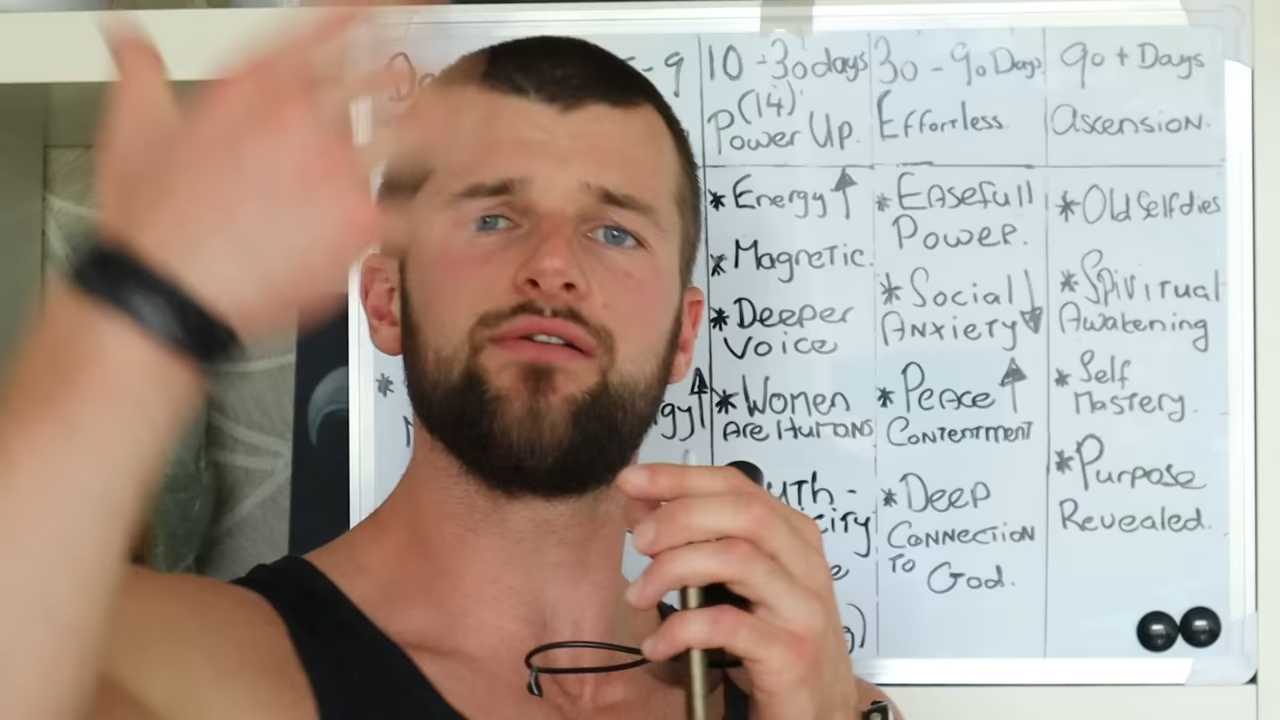 - 9
10 - 30 days
(14)
Power Up.
30 - 90 Days
Effortless
90 + Days
Ascension.
* Energy ↑
* Magnetic.
* Deeper
Voice
* Women
Are Humans
* Easefull
Power.
* Social
Anxiety ↓
* Peace ↑
Contentment
* Deep
Connection
to God.
* Old Self dies
* Spiviritual
Awakening
* Self
Mastery.
* Purpose
Revealed.